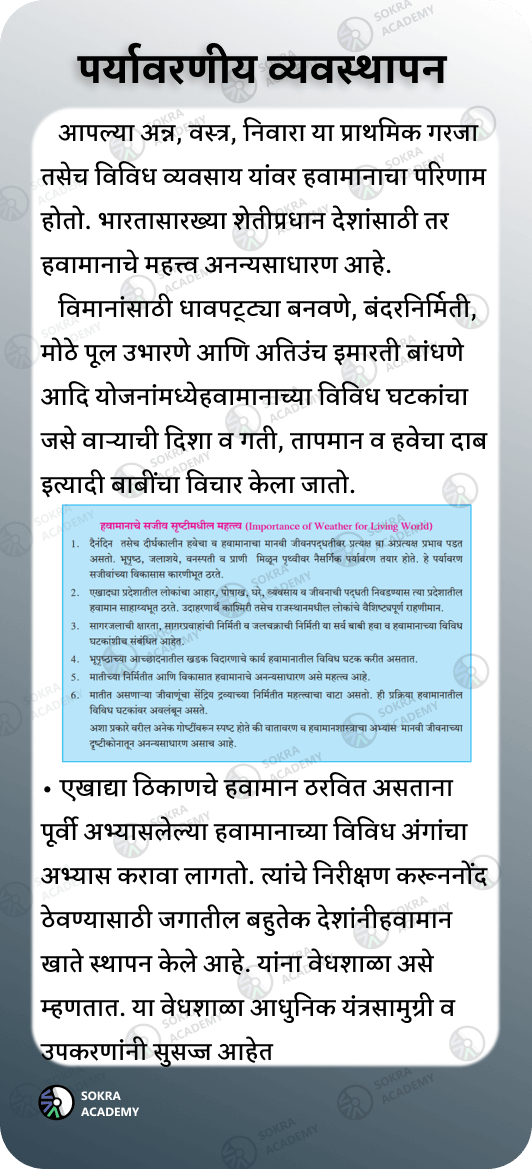 पर्यावरणीय व्यवस्थापन
आपल्या अन्न, वस्त्र, निवारा या प्राथमिक गरजा
तसेच विविध व्यवसाय यांवर हवामानाचा परिणाम
होतो. भारतासारख्या शेतीप्रधान देशांसाठी तर
हवामानाचे महत्त्व अनन्यसाधारण आहे.
विमानांसाठी धावपट्ट्या बनवणे, बंदरनिर्मिती,
मोठे पूल उभारणे आणि अतिउंच इमारती बांधणे
आदि योजनांमध्येहवामानाच्या विविध घटकांचा
जसे वाऱ्याची दिशा व गती, तापमान व हवेचा दाब
इत्यादी बाबींचा विचार केला जातो.
हवामानाचे सजीव सृष्टीमधील महत्व (Importance of Weather for Living World)
1. दैनंदिन तसेच दीर्घकालीन हवेचा व हवामानाचा मानवी जीवनपद्धतीवर प्रत्यक्ष वा अप्रत्यक्ष प्रभाव पडत
असतो. भूपृष्ठ, जलाशये, वनस्पती व प्राणी मिळून पृथ्वीवर नैसर्गिक पर्यावरण तयार होते. हे पर्यावरण
सजीवांच्या विकासास कारणीभूत ठरते.
2. एखाद्या प्रदेशातील लोकांचा आहार, पोषाख, घरे, व्यवसाय व जीवनाची पद्धती निवडण्यास त्या प्रदेशातील
हवामान साहाय्यभूत ठरते. उदाहरणार्थ काश्मिरी तसेच राजस्थानमधील लोकांचे वैशिष्ट्यपूर्ण राहणीमान.
3. सागरजलाची क्षारता, सागरप्रवाहांची निर्मिती व जलचक्राची निर्मिती या सर्व बाबी हवा व हवामानाच्या विविध
घटकांशीच संबंधित आहेत.
4. भूपृष्ठाच्या आच्छादनातील खडक विदारणाचे कार्य हवामानातील विविध घटक करीत असतात.
5. मातीच्या निर्मितीत आणि विकासात हवामानाचे अनन्यसाधारण असे महत्व आहे.
6. मातीत असणाऱ्या जीवाणूंचा सेंद्रिय द्रव्याच्या निर्मितीत महत्वाचा वाटा असतो. ही प्रक्रिया हवामानातील
विविध घटकांवर अवलंबून असते.
अशा प्रकारे वरील अनेक गोष्टींवरून स्पष्ट होते की वातावरण व हवामानशास्त्राचा अभ्यास मानवी जीवनाच्या
दृष्टीकोनातून अनन्यसाधारण असाच आहे.
• एखाद्या ठिकाणचे हवामान ठरवित असताना
पूर्वी अभ्यासलेल्या हवामानाच्या विविध अंगांचा
अभ्यास करावा लागतो. त्यांचे निरीक्षण करूननोंद
ठेवण्यासाठी जगातील बहुतेक देशांनीहवामान
खाते स्थापन केले आहे. यांना वेधशाळा असे
म्हणतात. या वेधशाळा आधुनिक यंत्रसामुग्री व
उपकरणांनी सुसज्ज आहेत
SOKRA
ACADEMY